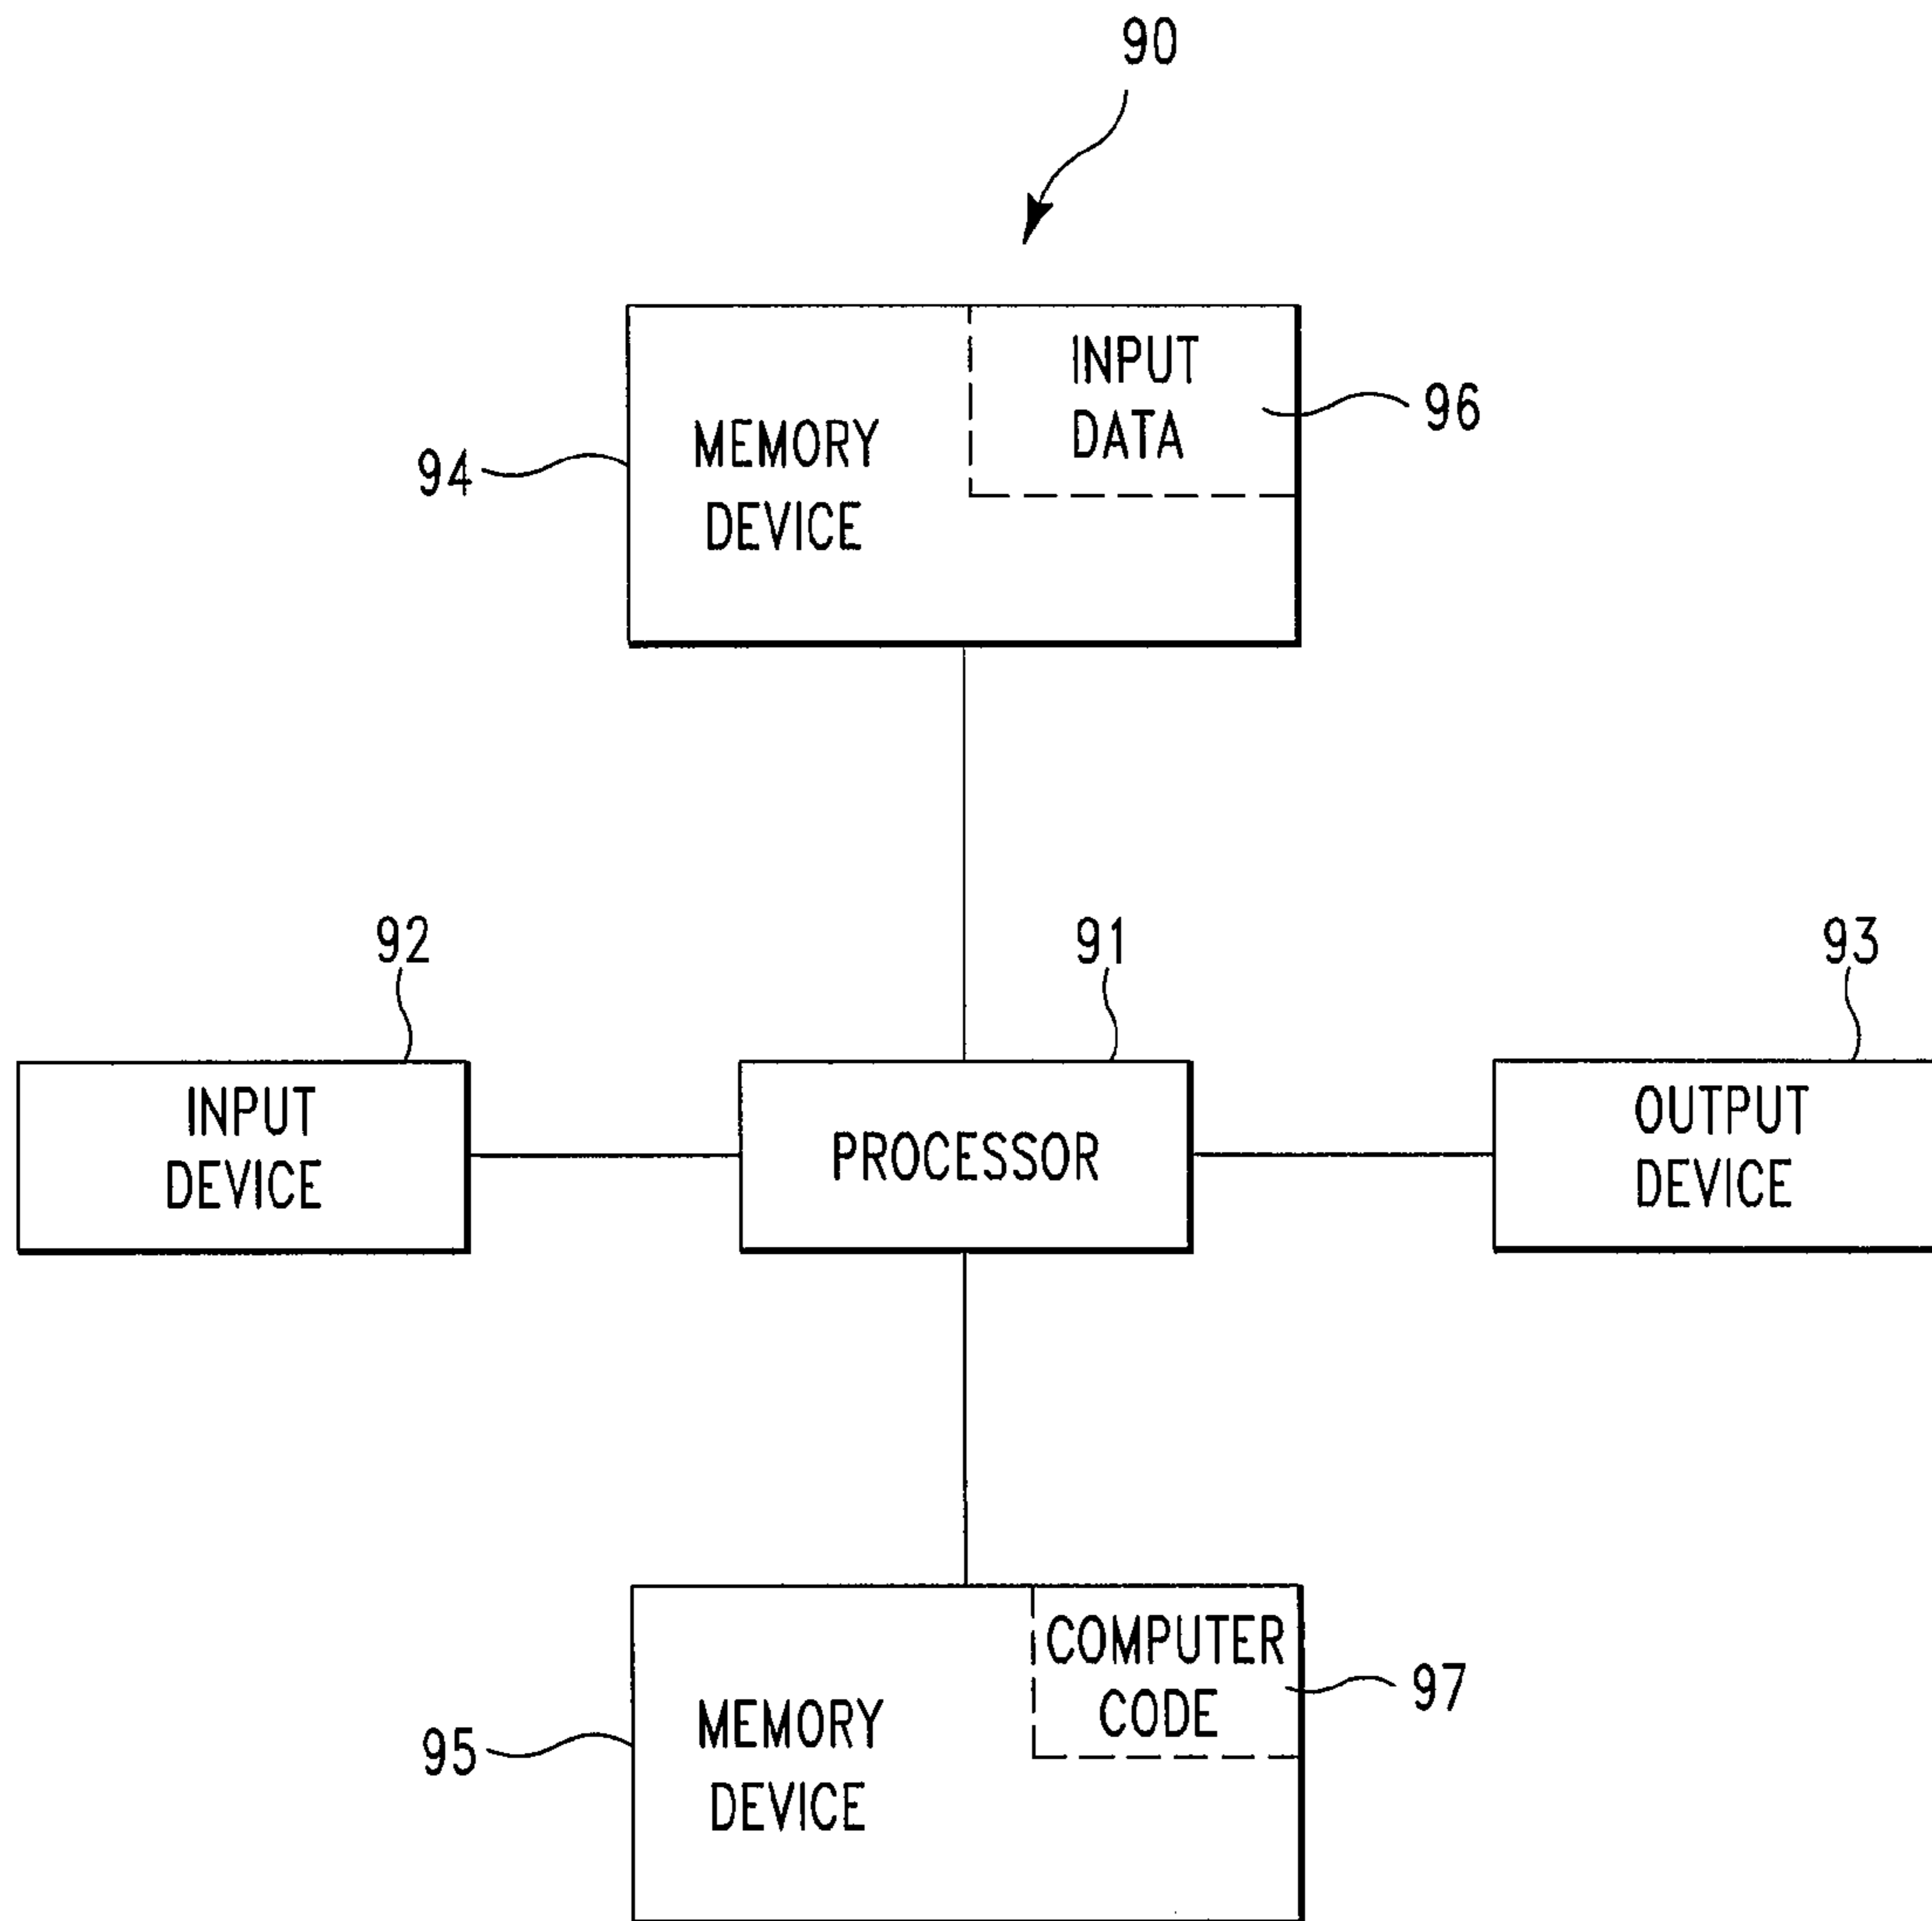 90
INPUT
DATA
96
94
MEMORY
DEVICE
92
91
93
INPUT
DEVICE
PROCESSOR
OUTPUT
DEVICE
COMPUTER
CODE
97
95
MEMORY
DEVICE